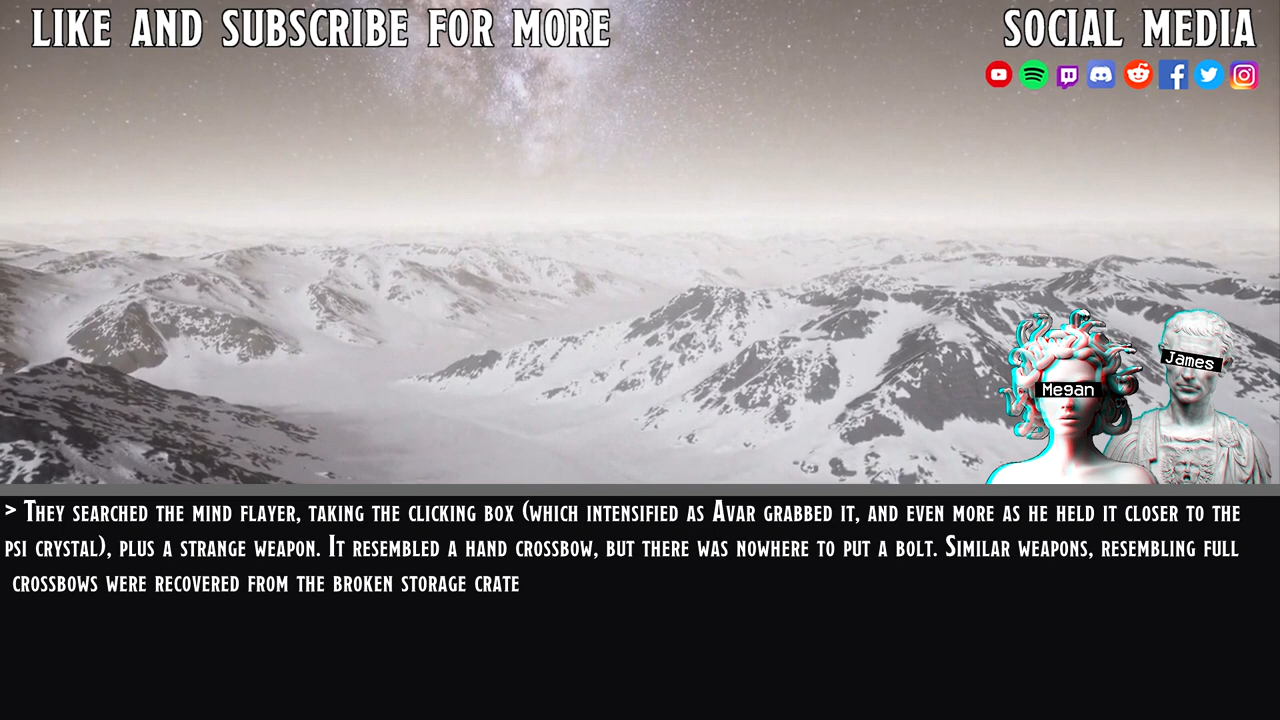 LIKE AND SUBSCRIBE FOR MORE
SOCIAL MEDIA
Megan
James
> They searched the mind flayer, taking the clicking box (which intensified as Avar grabbed it, and even more as he held it closer to the
psi crystal), plus a strange weapon. It resembled a hand crossbow, but there was nowhere to put a bolt. Similar weapons, resembling full
crossbows were recovered from the broken storage crate